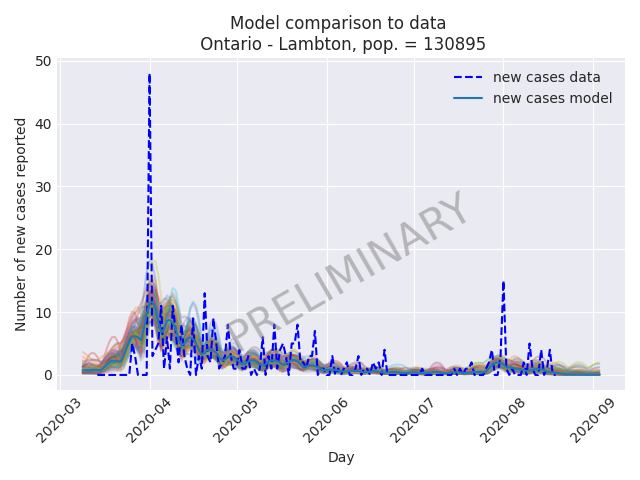 Model comparison to data
Ontario - Lambton, pop. = 130895
new cases data
new cases model
PRELIMINARY
Number of new cases reported
50
40
30
20
10
0
2020-03
2020-04
2020-05
2020-06
2020-07
2020-08
2020-09
Day